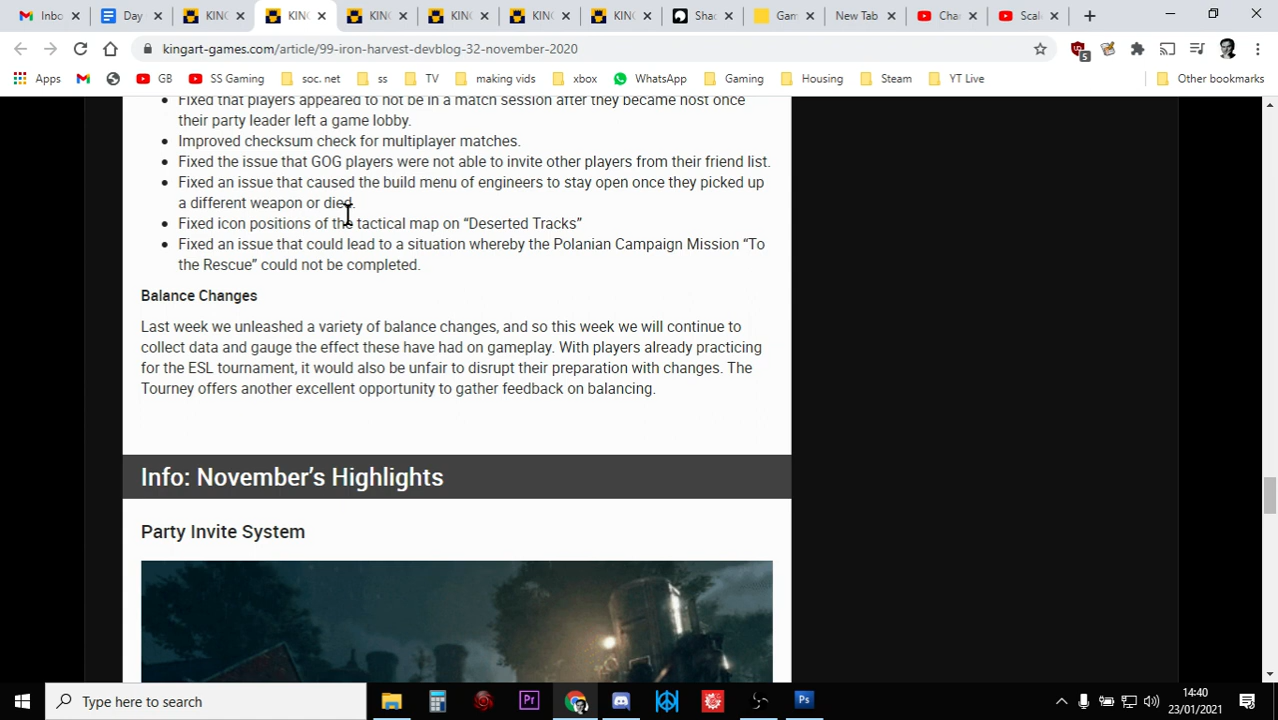 Inbo
Day
KING
KING
KING
KING
KING
KING
Shac
Gam
New Tab
Cha
Scal
kingart-games.com/article/99-iron-harvest-devblog-32-november-2020
5
Apps
GB
SS Gaming
soc. net
ss
TV
making vids
xbox
WhatsApp
Gaming
Housing
Steam
YT Live
Other bookmarks
Fixed that players appeared to not be in a match session after they became host once
their party leader left a game lobby.
Improved checksum check for multiplayer matches.
Fixed the issue that GOG players were not able to invite other players from their friend list.
Fixed an issue that caused the build menu of engineers to stay open once they picked up
a different weapon or died.
Fixed icon positions of the tactical map on “Deserted Tracks”
Fixed an issue that could lead to a situation whereby the Polanian Campaign Mission “To
the Rescue” could not be completed.
Balance Changes
Last week we unleashed a variety of balance changes, and so this week we will continue to
collect data and gauge the effect these have had on gameplay. With players already practicing
for the ESL tournament, it would also be unfair to disrupt their preparation with changes. The
Tourney offers another excellent opportunity to gather feedback on balancing.
Info: November’s Highlights
Party Invite System
Type here to search
Pr
Ps
14:40
23/01/2021